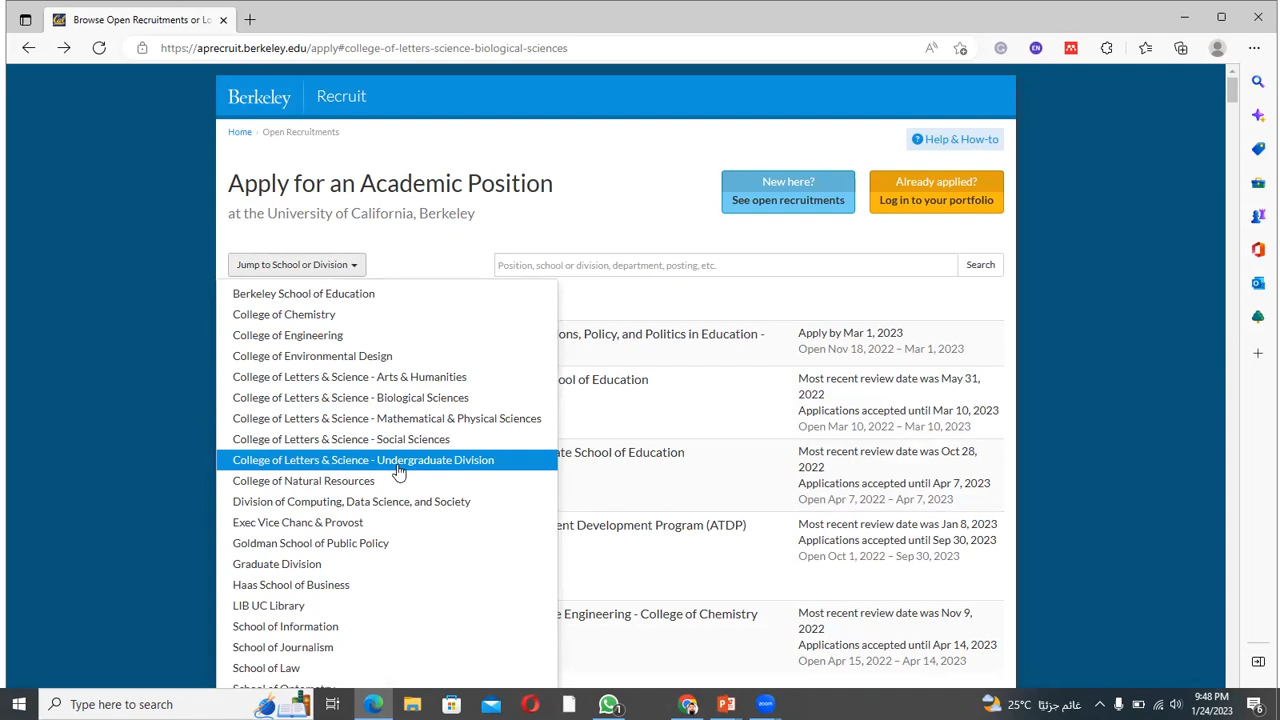 Browse Open Recruitments or Lo
https://aprecruit.berkeley.edu/apply#college-of-letters-science-biological-sciences
Berkeley Recruit
Home › Open Recruitments
Help & How-to
Apply for an Academic Position
at the University of California, Berkeley
New here?
See open recruitments
Already applied?
Log in to your portfolio
Jump to School or Division
Position, school or division, department, posting, etc.
Search
Berkeley School of Education
College of Chemistry
College of Engineering
College of Environmental Design
College of Letters & Science - Arts & Humanities
College of Letters & Science - Biological Sciences
College of Letters & Science - Mathematical & Physical Sciences
College of Letters & Science - Social Sciences
College of Letters & Science - Undergraduate Division
College of Natural Resources
Division of Computing, Data Science, and Society
Exec Vice Chanc & Provost
Goldman School of Public Policy
Graduate Division
Haas School of Business
LIB UC Library
School of Information
School of Journalism
School of Law
ons, Policy, and Politics in Education -
Apply by Mar 1, 2023
Open Nov 18, 2022 – Mar 1, 2023
ool of Education
Most recent review date was May 31,
2022
Applications accepted until Mar 10, 2023
Open Mar 10, 2022 – Mar 10, 2023
te School of Education
Most recent review date was Oct 28,
2022
Applications accepted until Apr 7, 2023
Open Apr 7, 2022 – Apr 7, 2023
ent Development Program (ATDP)
Most recent review date was Jan 8, 2023
Applications accepted until Sep 30, 2023
Open Oct 1, 2022 – Sep 30, 2023
e Engineering - College of Chemistry
Most recent review date was Nov 9,
2022
Applications accepted until Apr 14, 2023
Open Apr 15, 2022 – Apr 14, 2023
Type here to search
25°C غائم جزئيًا
9:48 PM
1/24/2023